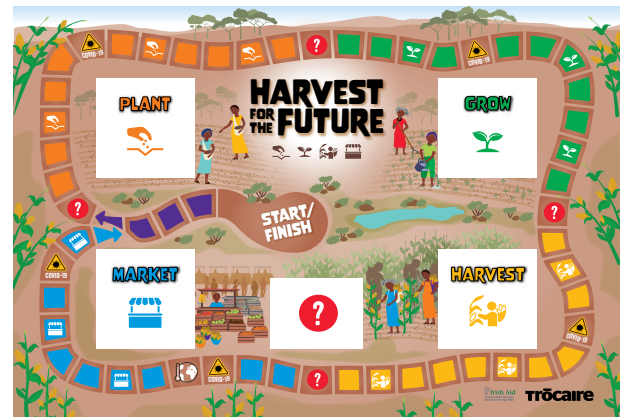 COVID-19
?
COVID-19
PLANT
HARVEST
FOR
THE FUTURE
GROW
?
START/
FINISH
?
COVID-19
MARKET
?
HARVEST
COVID-19
COVID-19
?
Irish Aid
Trōcaire